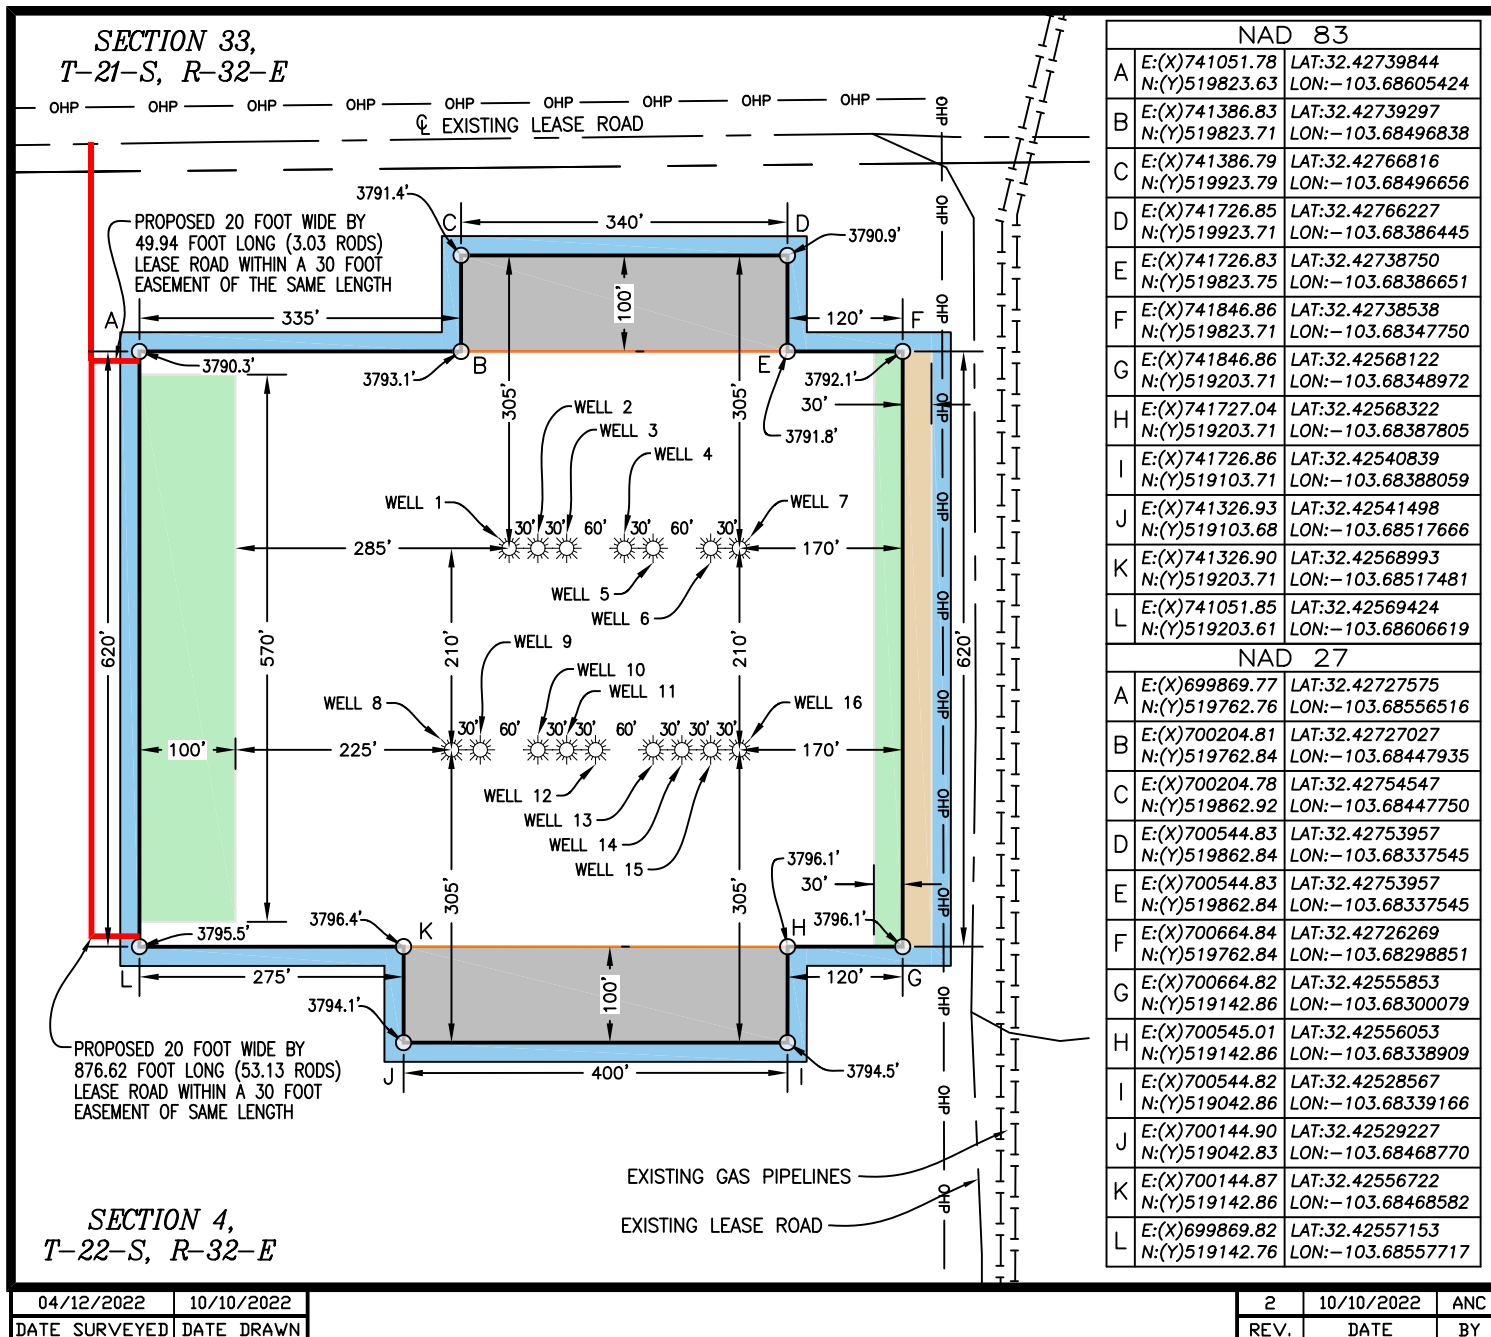 SECTION 33,
T-21-S, R-32-E
OHP OHP OHP OHP OHP OHP OHP OHP OHP
℄ EXISTING LEASE ROAD
OHP
3791.4'
C
340'
D
3790.9'
PROPOSED 20 FOOT WIDE BY
49.94 FOOT LONG (3.03 RODS)
LEASE ROAD WITHIN A 30 FOOT
EASEMENT OF THE SAME LENGTH
OHP
100'
A
335'
120'
F
OHP
3790.3'
3793.1'
B
E
3792.1'
30'
OHP
305'
305'
3791.8'
WELL 2
WELL 3
WELL 4
WELL 1
WELL 7
OHP
30' 30' 60' 30' 60' 30'
285'
170'
WELL 5
WELL 6
OHP
620'
570'
210'
210'
620'
WELL 9
WELL 10
WELL 11
WELL 8
WELL 16
OHP
30' 60' 30' 30' 60' 30' 30' 30'
100'
225'
170'
WELL 12
WELL 13
WELL 14
WELL 15
OHP
3796.1'
30'
305'
305'
OHP
3796.4'
K
H
3796.1'
3795.5'
L
275'
120'
G
100'
OHP
3794.1'
J
400'
I
3794.5'
OHP
PROPOSED 20 FOOT WIDE BY
876.62 FOOT LONG (53.13 RODS)
LEASE ROAD WITHIN A 30 FOOT
EASEMENT OF SAME LENGTH
EXISTING GAS PIPELINES
OHP
EXISTING LEASE ROAD
SECTION 4,
T-22-S, R-32-E
NAD 83
A E:(X)741051.78 LAT:32.42739844
N:(Y)519823.63 LON:-103.68605424
B E:(X)741386.83 LAT:32.42739297
N:(Y)519823.71 LON:-103.68496838
C E:(X)741386.79 LAT:32.42766816
N:(Y)519923.79 LON:-103.68496656
D E:(X)741726.85 LAT:32.42766227
N:(Y)519923.71 LON:-103.68386445
E E:(X)741726.83 LAT:32.42738750
N:(Y)519823.75 LON:-103.68386651
F E:(X)741846.86 LAT:32.42738538
N:(Y)519823.71 LON:-103.68347750
G E:(X)741846.86 LAT:32.42568122
N:(Y)519203.71 LON:-103.68348972
H E:(X)741727.04 LAT:32.42568322
N:(Y)519203.71 LON:-103.68387805
I E:(X)741726.86 LAT:32.42540839
N:(Y)519103.71 LON:-103.68388059
J E:(X)741326.93 LAT:32.42541498
N:(Y)519103.68 LON:-103.68517666
K E:(X)741326.90 LAT:32.42568993
N:(Y)519203.71 LON:-103.68517481
L E:(X)741051.85 LAT:32.42569424
N:(Y)519203.61 LON:-103.68606619
NAD 27
A E:(X)699869.77 LAT:32.42727575
N:(Y)519762.76 LON:-103.68556516
B E:(X)700204.81 LAT:32.42727027
N:(Y)519762.84 LON:-103.68447935
C E:(X)700204.78 LAT:32.42754547
N:(Y)519862.92 LON:-103.68447750
D E:(X)700544.83 LAT:32.42753957
N:(Y)519862.84 LON:-103.68337545
E E:(X)700544.83 LAT:32.42753957
N:(Y)519862.84 LON:-103.68337545
F E:(X)700664.84 LAT:32.42726269
N:(Y)519762.84 LON:-103.68298851
G E:(X)700664.82 LAT:32.42555853
N:(Y)519142.86 LON:-103.68300079
H E:(X)700545.01 LAT:32.42556053
N:(Y)519142.86 LON:-103.68338909
I E:(X)700544.82 LAT:32.42528567
N:(Y)519042.86 LON:-103.68339166
J E:(X)700144.90 LAT:32.42529227
N:(Y)519042.83 LON:-103.68468770
K E:(X)700144.87 LAT:32.42556722
N:(Y)519142.86 LON:-103.68468582
L E:(X)699869.82 LAT:32.42557153
N:(Y)519142.76 LON:-103.68557717
04/12/2022 10/10/2022
DATE SURVEYED DATE DRAWN
2 10/10/2022 ANC
REV. DATE BY